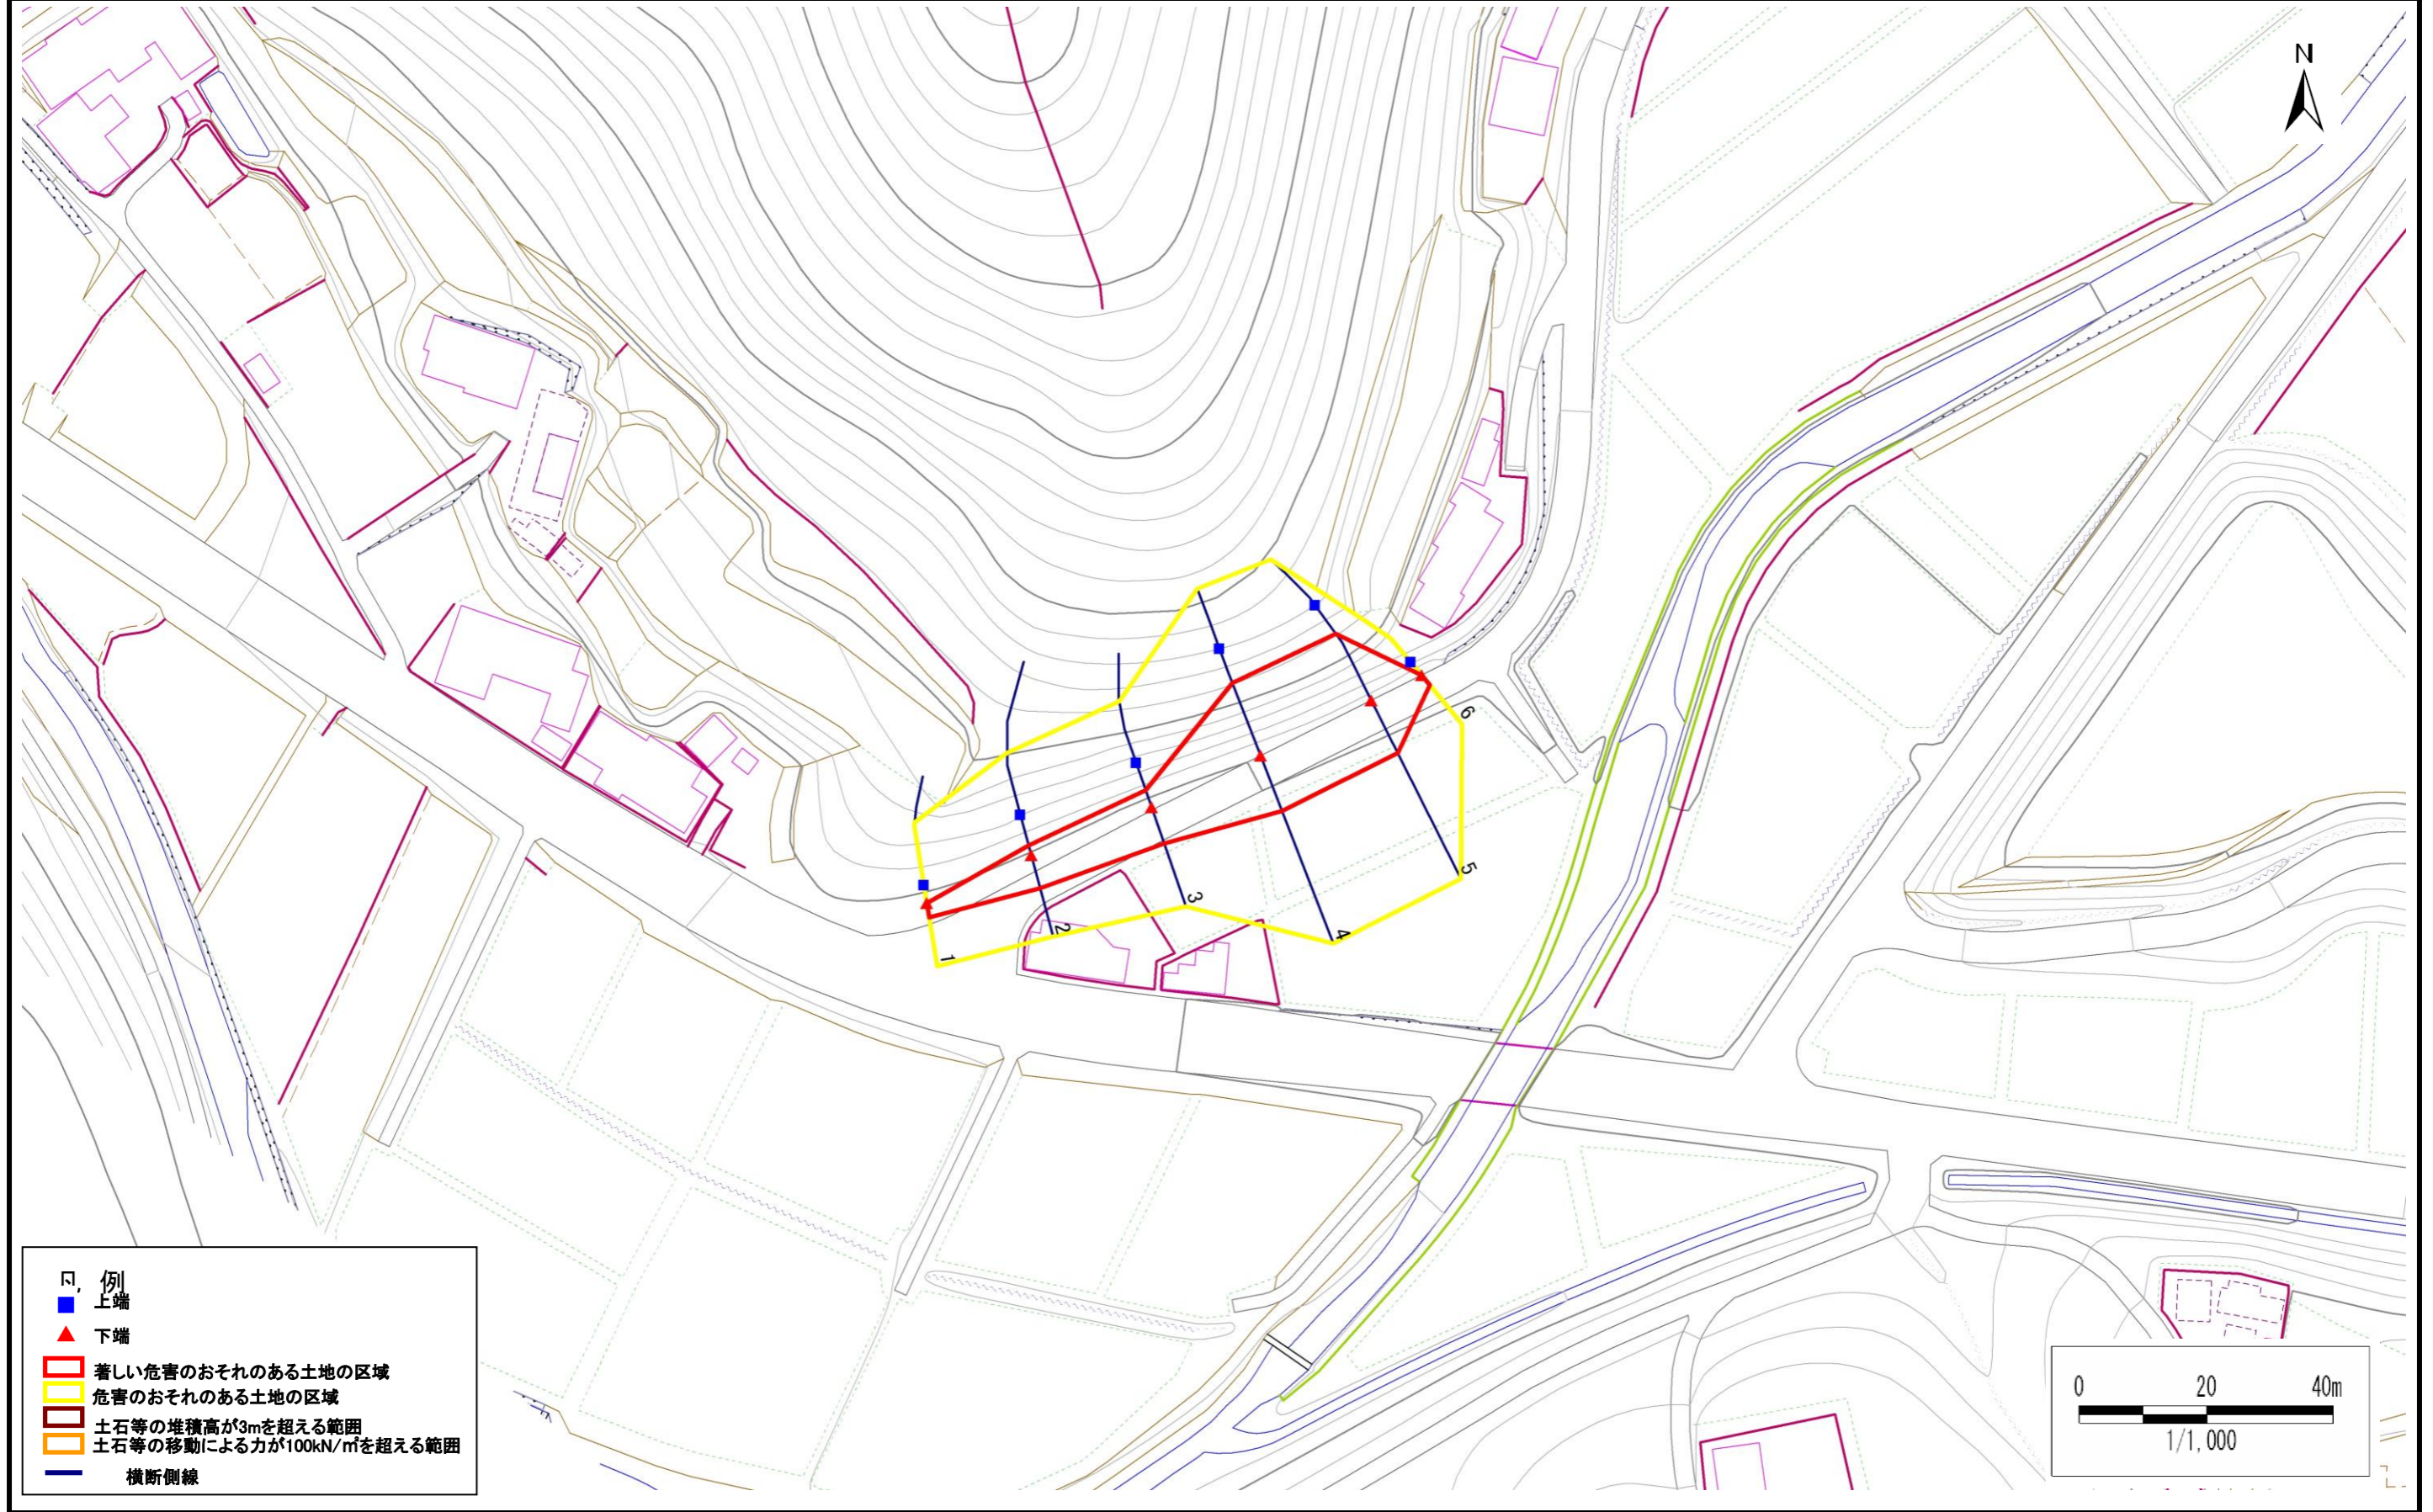 N
6
5
3
2
4
1
凡 例
上端
下端
著しい危害のおそれのある土地の区域
危害のおそれのある土地の区域
土石等の堆積高が3mを超える範囲
土石等の移動による力が100kN/㎡を超える範囲
横断側線
0 20 40m
1/1,000